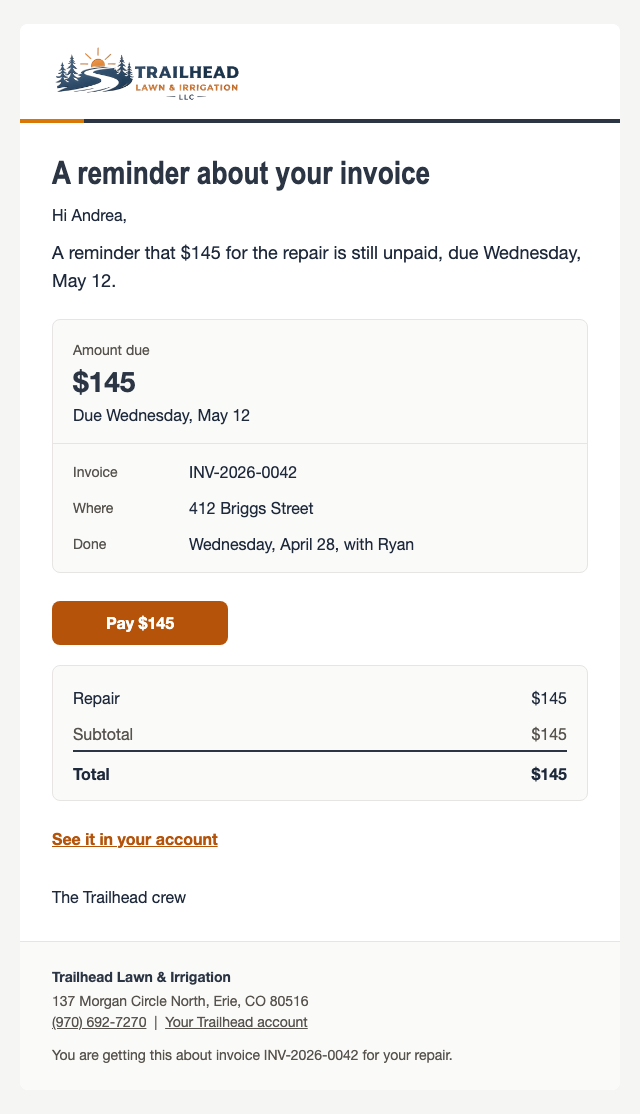 TRAILHEAD
LAWN & IRRIGATION
LLC
A reminder about your invoice
Hi Andrea,
A reminder that $145 for the repair is still unpaid, due Wednesday,
May 12.
Amount due
$145
Due Wednesday, May 12
Invoice INV-2026-0042
Where 412 Briggs Street
Done Wednesday, April 28, with Ryan
Pay $145
Repair $145
Subtotal $145
Total $145
See it in your account
The Trailhead crew
Trailhead Lawn & Irrigation
137 Morgan Circle North, Erie, CO 80516
(970) 692-7270 | Your Trailhead account
You are getting this about invoice INV-2026-0042 for your repair.